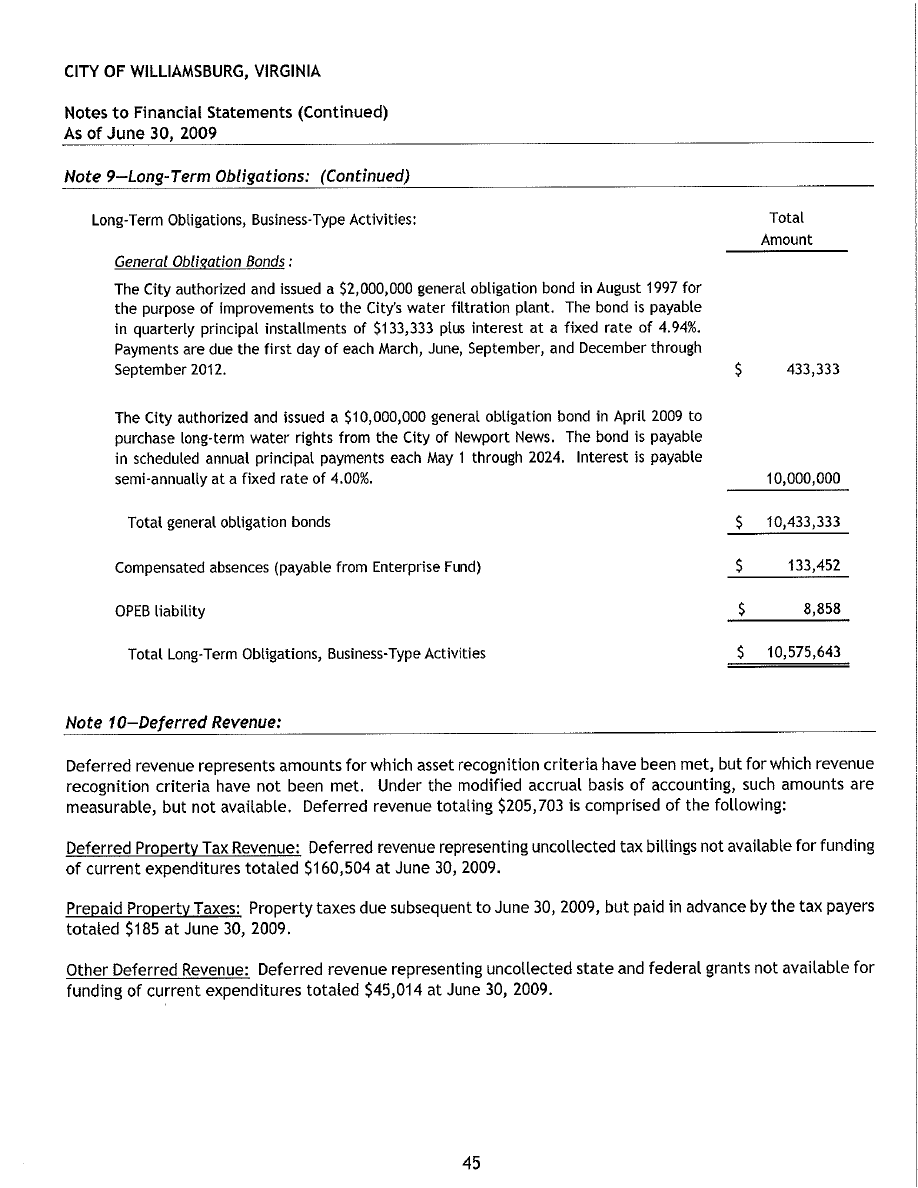 CITY OF WILLIAMSBURG, VIRGINIA
Notes to Financial Statements (Continued)
As of June 30, 2009
Note 9—Long-Term Obligations: (Continued)
Long-Term Obligations, Business-Type Activities:
Total
Amount
General Obligation Bonds :
The City authorized and issued a $2,000,000 general obligation bond in August 1997 for
the purpose of improvements to the City's water filtration plant. The bond is payable
in quarterly principal installments of $133,333 plus interest at a fixed rate of 4.94%.
Payments are due the first day of each March, June, September, and December through
September 2012. $ 433,333
The City authorized and issued a $10,000,000 general obligation bond in April 2009 to
purchase long-term water rights from the City of Newport News. The bond is payable
in scheduled annual principal payments each May 1 through 2024. Interest is payable
semi-annually at a fixed rate of 4.00%. 10,000,000
Total general obligation bonds $ 10,433,333
Compensated absences (payable from Enterprise Fund) $ 133,452
OPEB liability $ 8,858
Total Long-Term Obligations, Business-Type Activities $ 10,575,643
Note 10—Deferred Revenue:
Deferred revenue represents amounts for which asset recognition criteria have been met, but for which revenue
recognition criteria have not been met. Under the modified accrual basis of accounting, such amounts are
measurable, but not available. Deferred revenue totaling $205,703 is comprised of the following:
Deferred Property Tax Revenue: Deferred revenue representing uncollected tax billings not available for funding
of current expenditures totaled $160,504 at June 30, 2009.
Prepaid Property Taxes: Property taxes due subsequent to June 30, 2009, but paid in advance by the tax payers
totaled $185 at June 30, 2009.
Other Deferred Revenue: Deferred revenue representing uncollected state and federal grants not available for
funding of current expenditures totaled $45,014 at June 30, 2009.
45